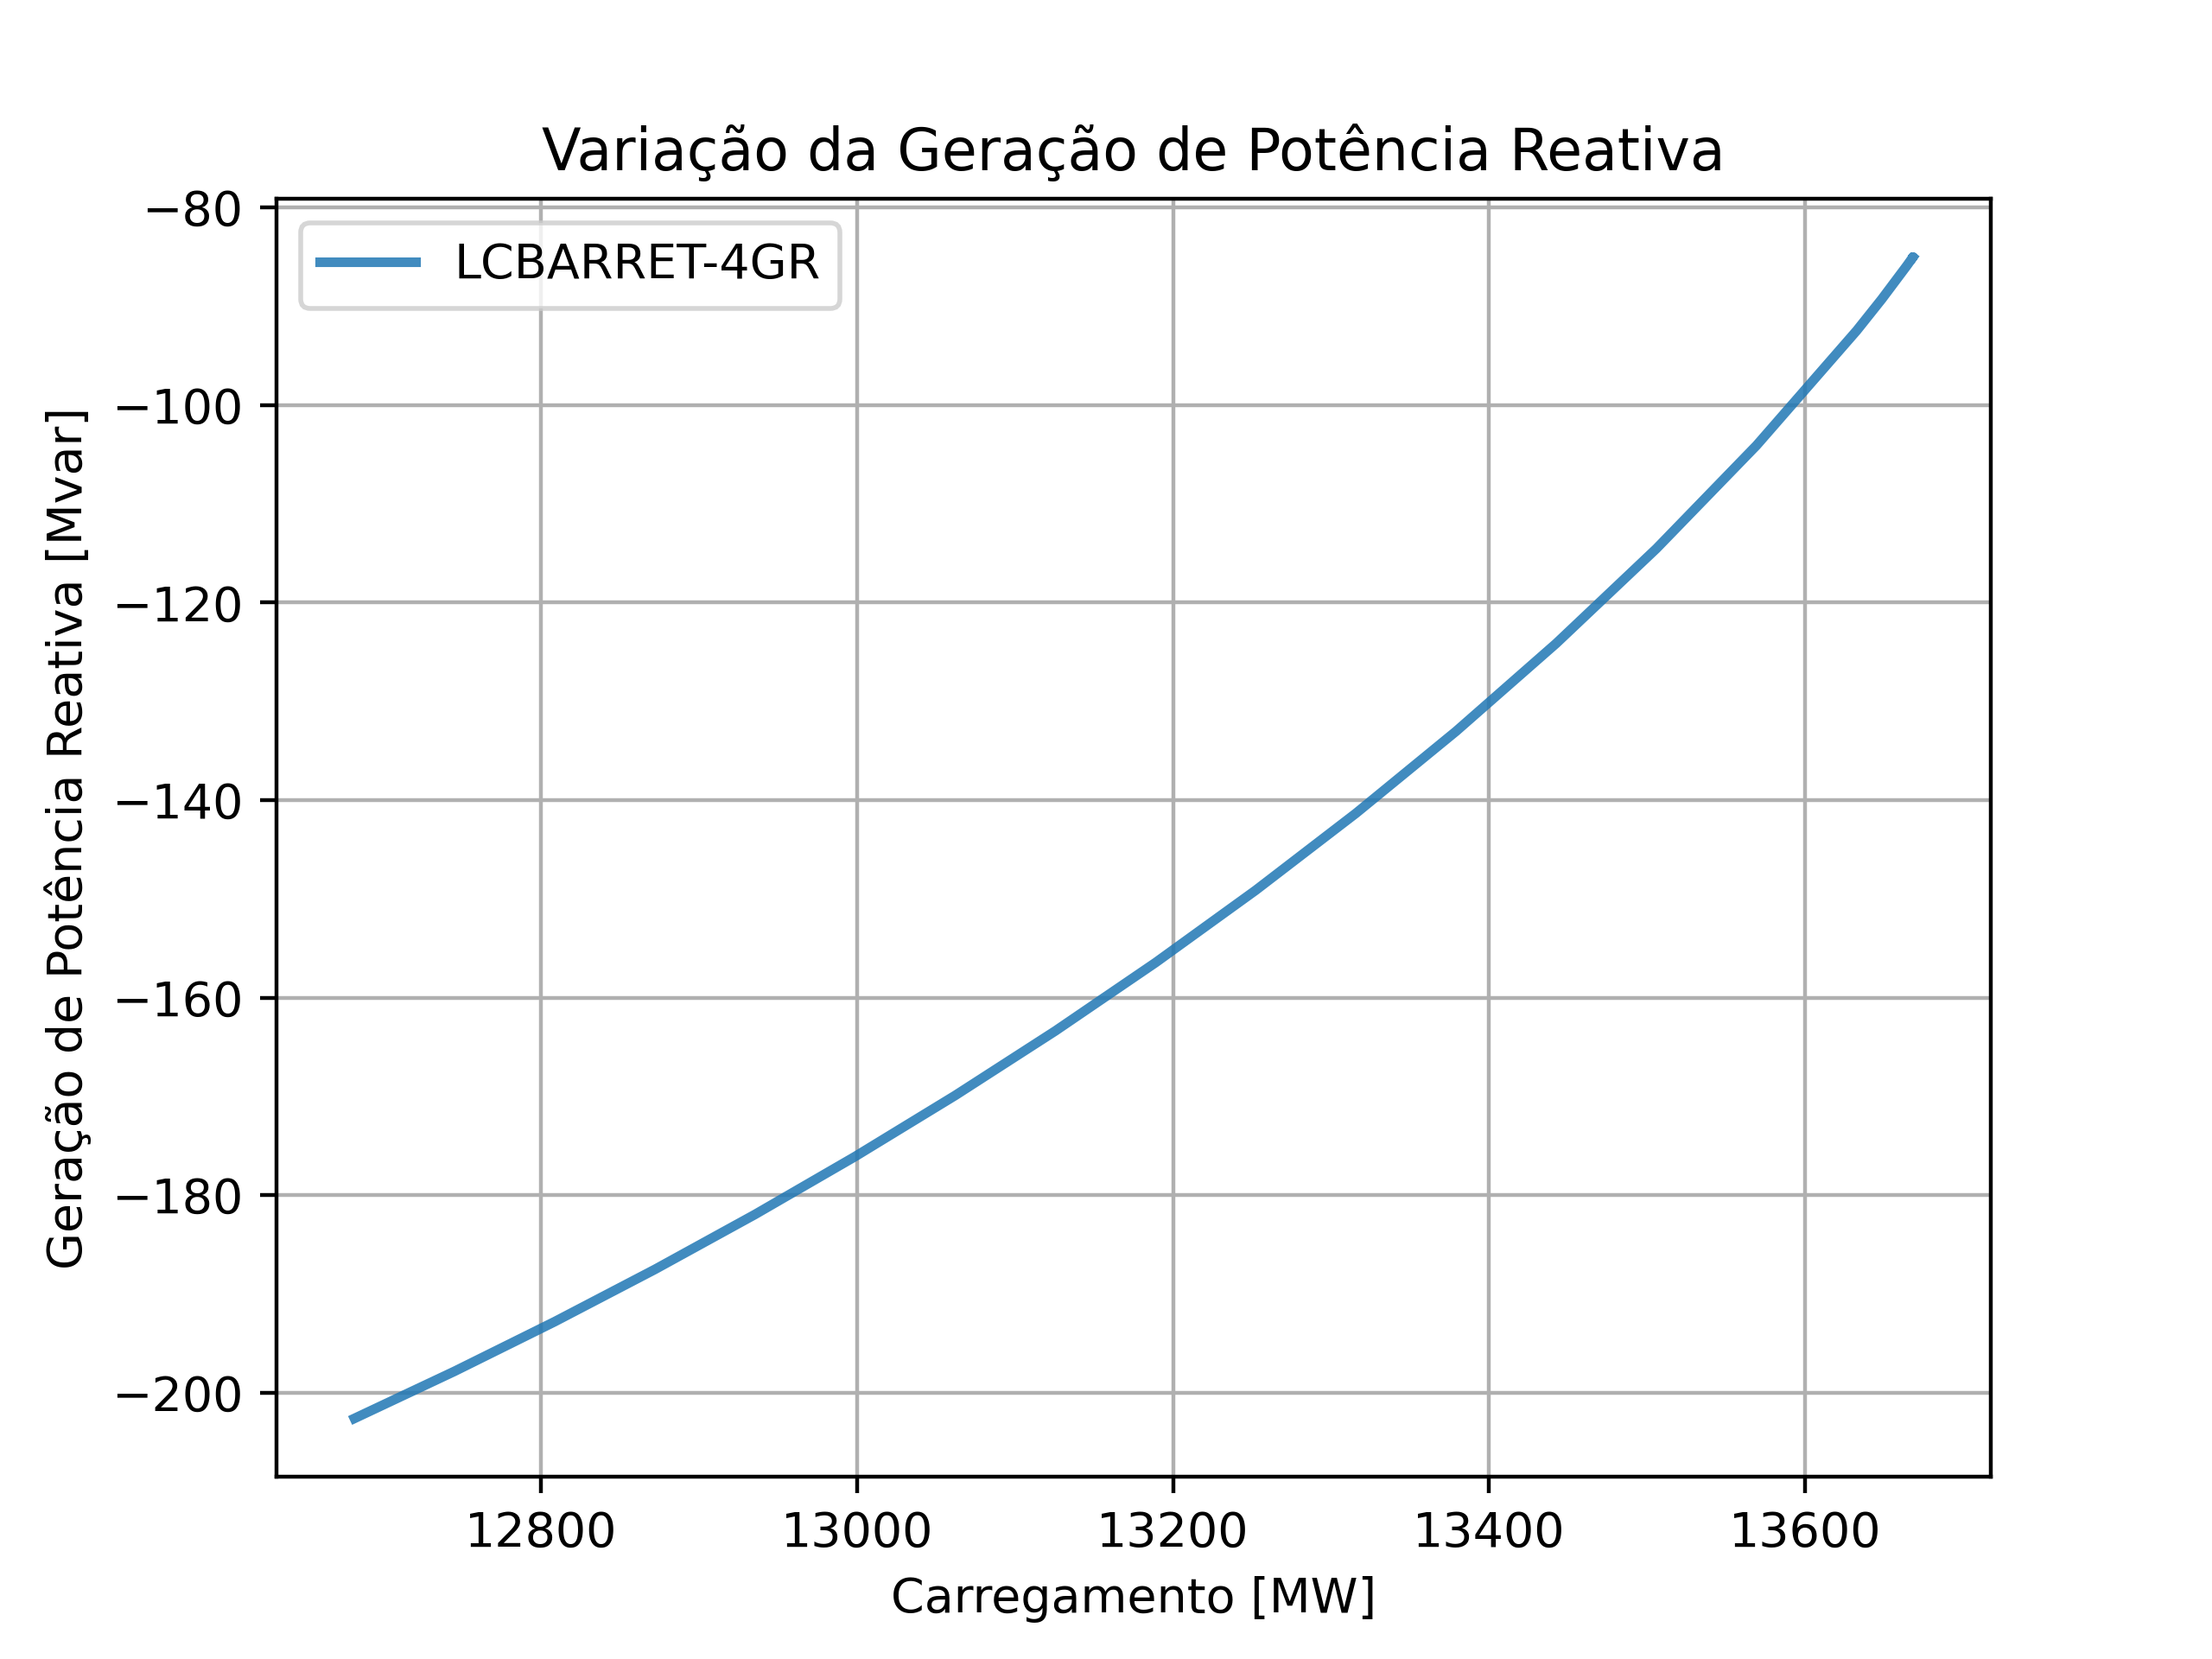 Variação da Geração de Potência Reativa
LCBARRET-4GR
Geração de Potência Reativa [Mvar]
−80
−100
−120
−140
−160
−180
−200
12800 13000 13200 13400 13600
Carregamento [MW]